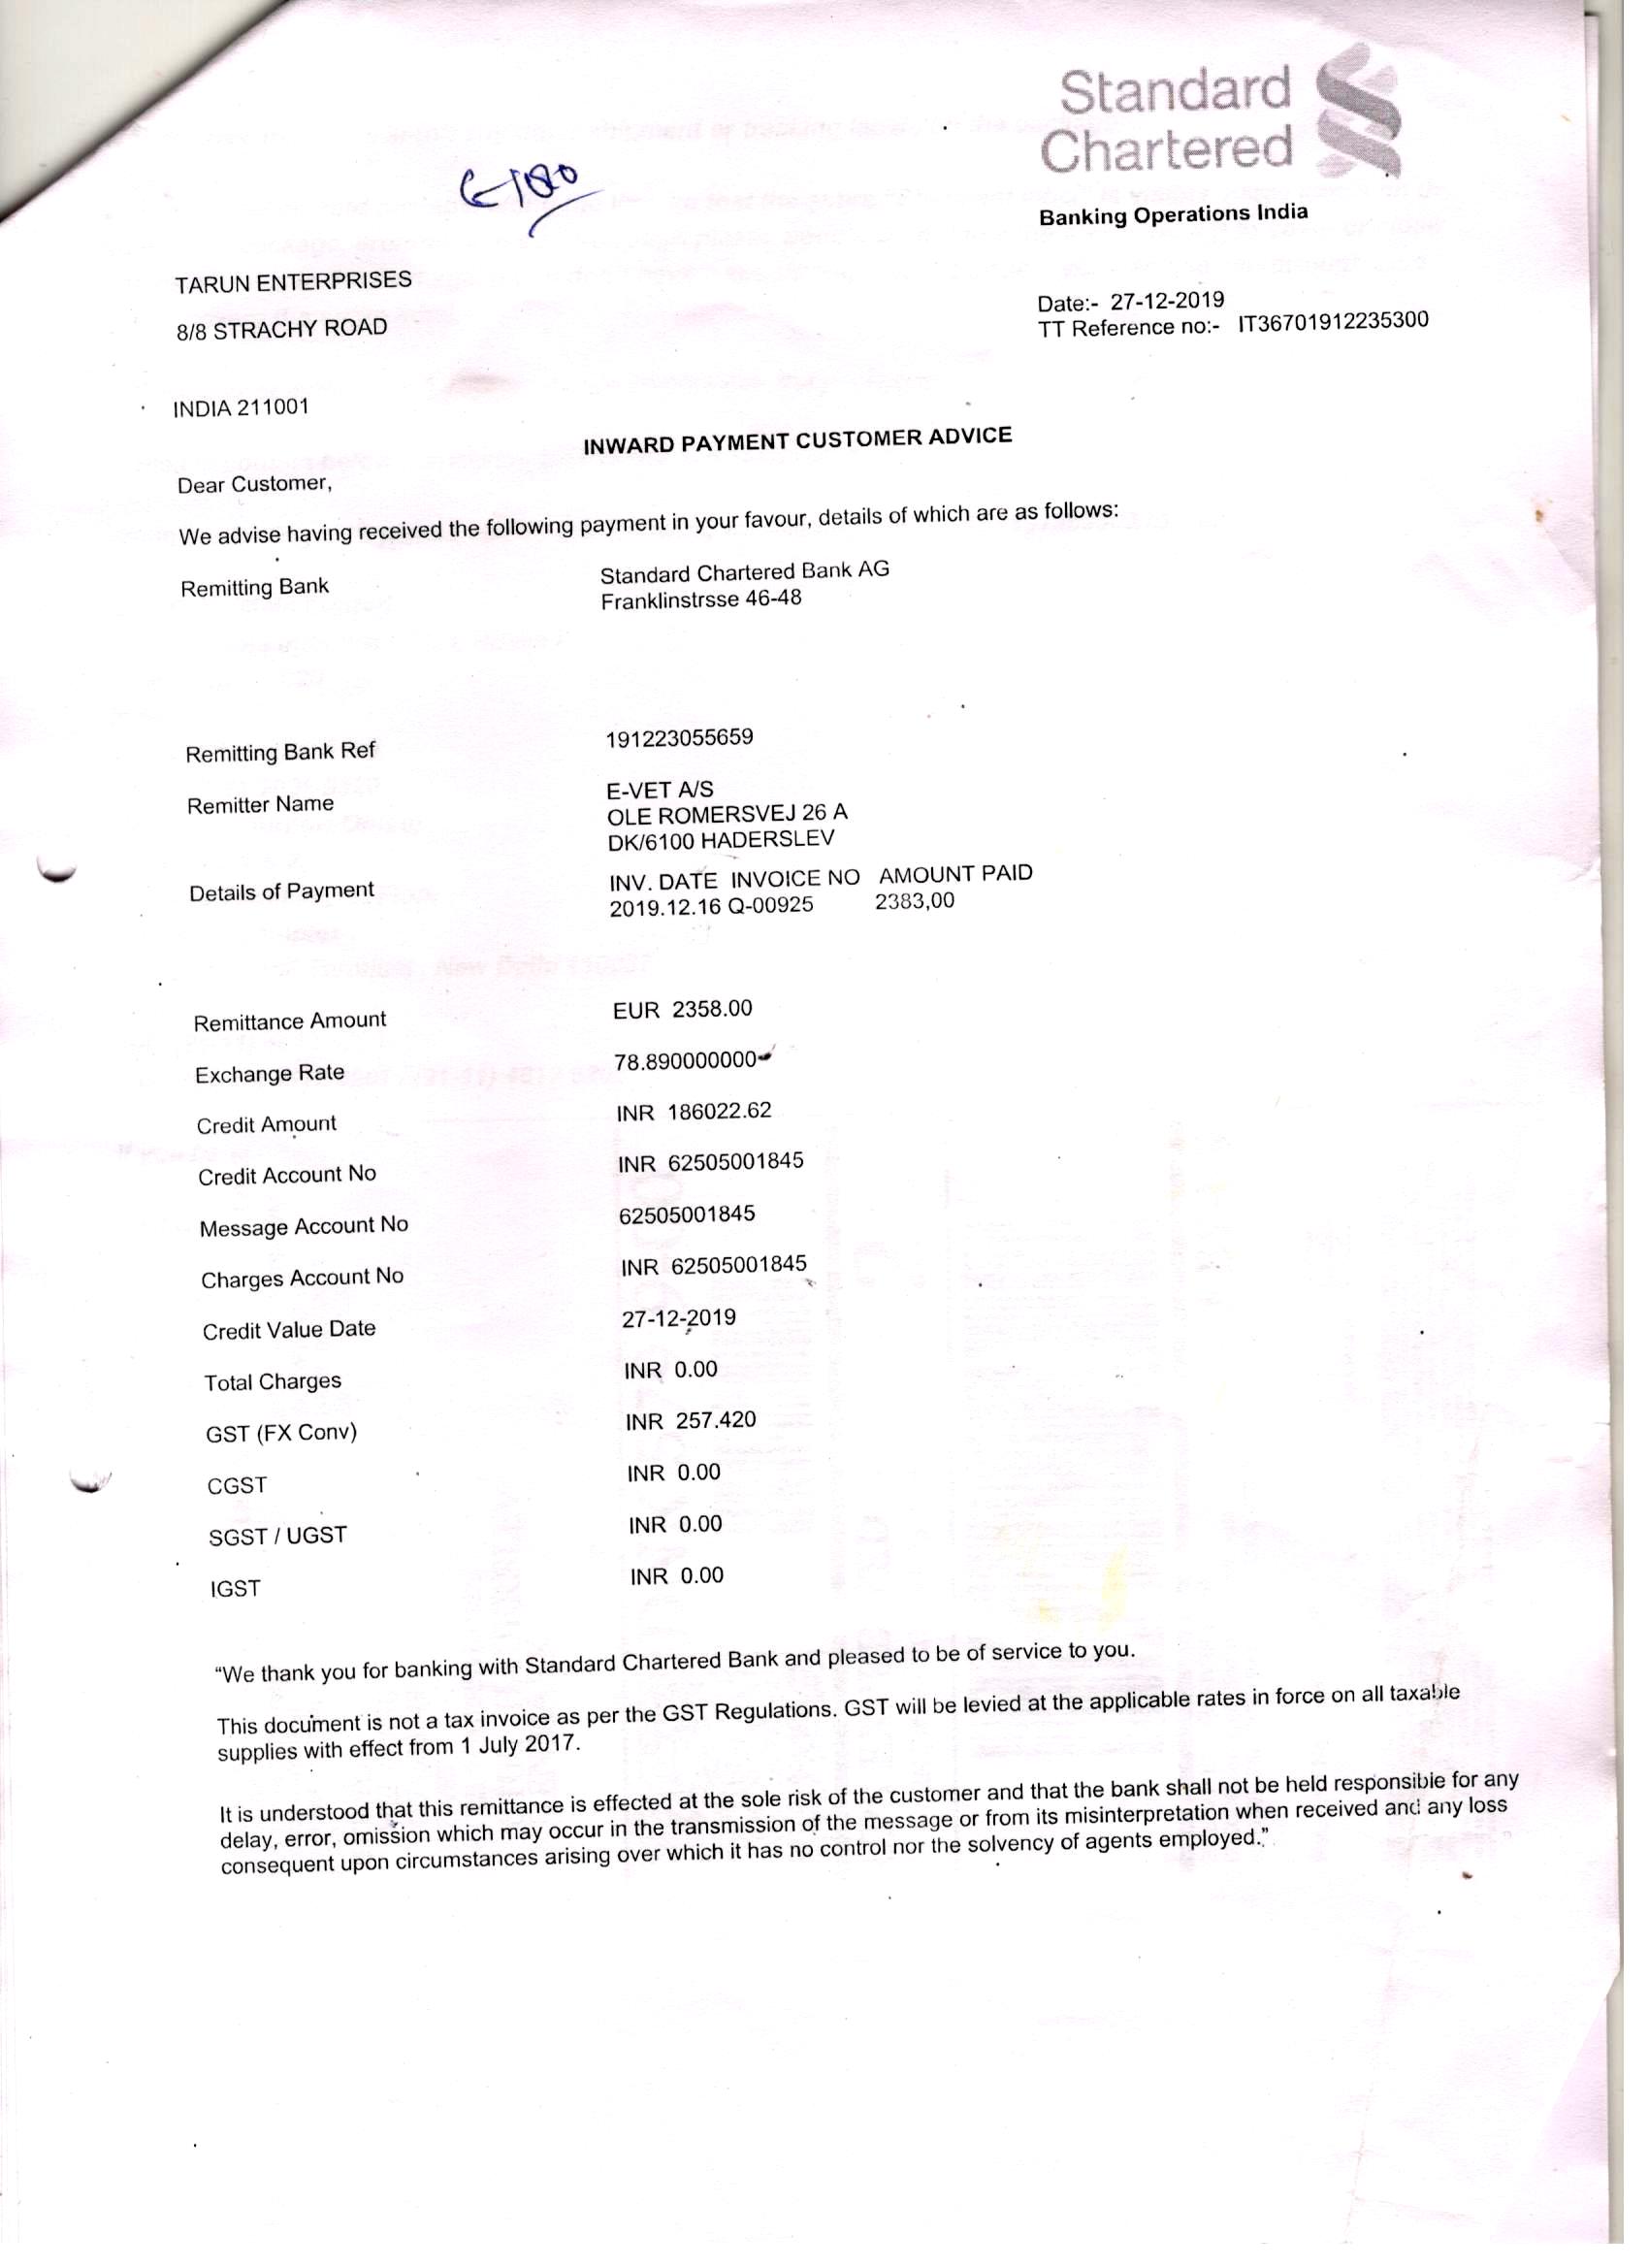 Standard
Chartered
Banking Operations India
TARUN ENTERPRISES
8/8 STRACHY ROAD
Date:- 27-12-2019
TT Reference no:- IT36701912235300
INDIA 211001
INWARD PAYMENT CUSTOMER ADVICE
Dear Customer,
We advise having received the following payment in your favour, details of which are as follows:
Remitting Bank Standard Chartered Bank AG
Franklinstrsse 46-48
Remitting Bank Ref 191223055659
Remitter Name E-VET A/S
OLE ROMERSVEJ 26 A
DK/6100 HADERSLEV
Details of Payment INV. DATE INVOICE NO AMOUNT PAID
2019.12.16 Q-00925 2383,00
Remittance Amount EUR 2358.00
Exchange Rate 78.890000000
Credit Amount INR 186022.62
Credit Account No INR 62505001845
Message Account No 62505001845
Charges Account No INR 62505001845
Credit Value Date 27-12-2019
Total Charges INR 0.00
GST (FX Conv) INR 257.420
CGST INR 0.00
SGST / UGST INR 0.00
IGST INR 0.00
“We thank you for banking with Standard Chartered Bank and pleased to be of service to you.
This document is not a tax invoice as per the GST Regulations. GST will be levied at the applicable rates in force on all taxable
supplies with effect from 1 July 2017.
It is understood that this remittance is effected at the sole risk of the customer and that the bank shall not be held responsible for any
delay, error, omission which may occur in the transmission of the message or from its misinterpretation when received and any loss
consequent upon circumstances arising over which it has no control nor the solvency of agents employed.”